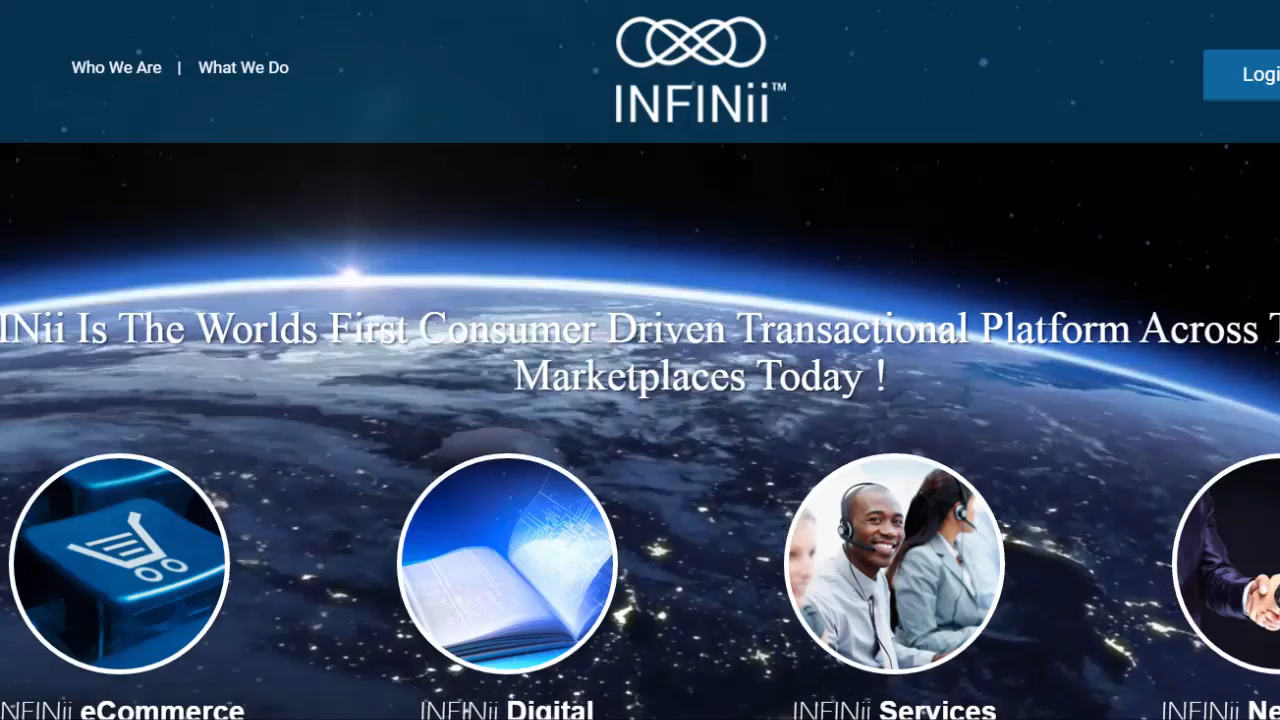 Who We Are | What We Do
INFINii™
Logi
INii Is The Worlds First Consumer Driven Transactional Platform Across T
Marketplaces Today !
INFINii eCommerce
INFINii Digital
INFINii Services
INFINii Ne